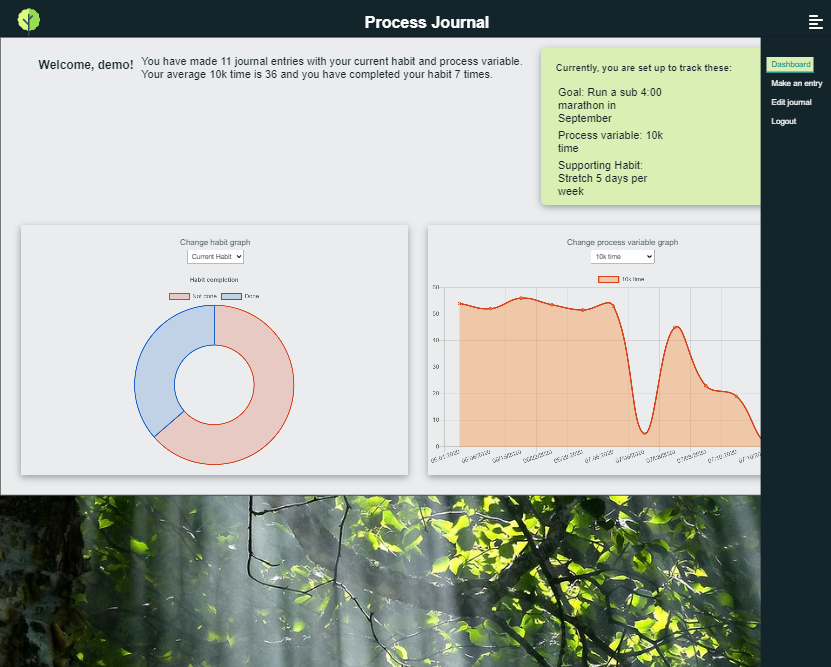 Process Journal
Welcome, demo!
You have made 11 journal entries with your current habit and process variable.
Your average 10k time is 36 and you have completed your habit 7 times.
Currently, you are set up to track these:
Goal: Run a sub 4:00
marathon in
September
Process variable: 10k
time
Supporting Habit:
Stretch 5 days per
week
Dashboard
Make an entry
Edit journal
Logout
Change habit graph
Current Habit
Habit completion
Not done
Done
Change process variable graph
10k time
10k time
60
50
40
30
20
10
0